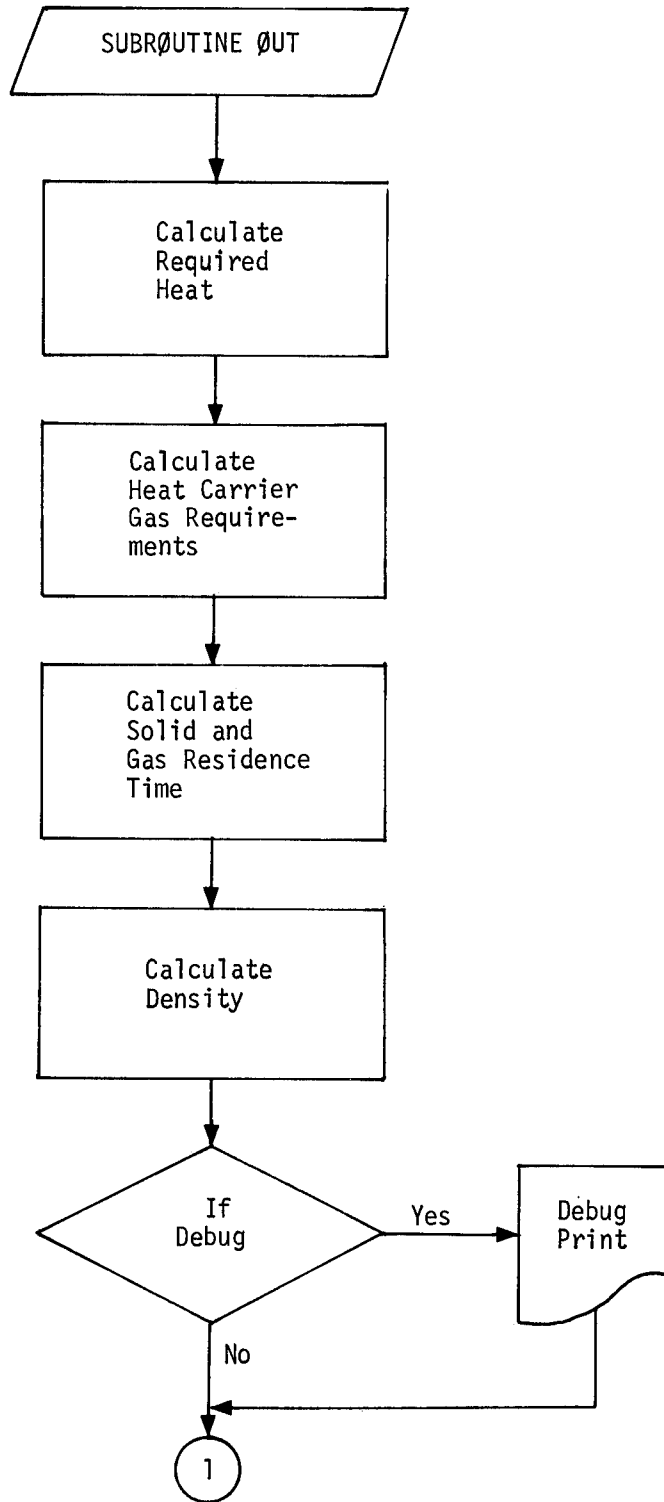 SUBRØUTINE ØUT
Calculate
Required
Heat
Calculate
Heat Carrier
Gas Require-
ments
Calculate
Solid and
Gas Residence
Time
Calculate
Density
If
Debug
Yes
Debug
Print
No
1